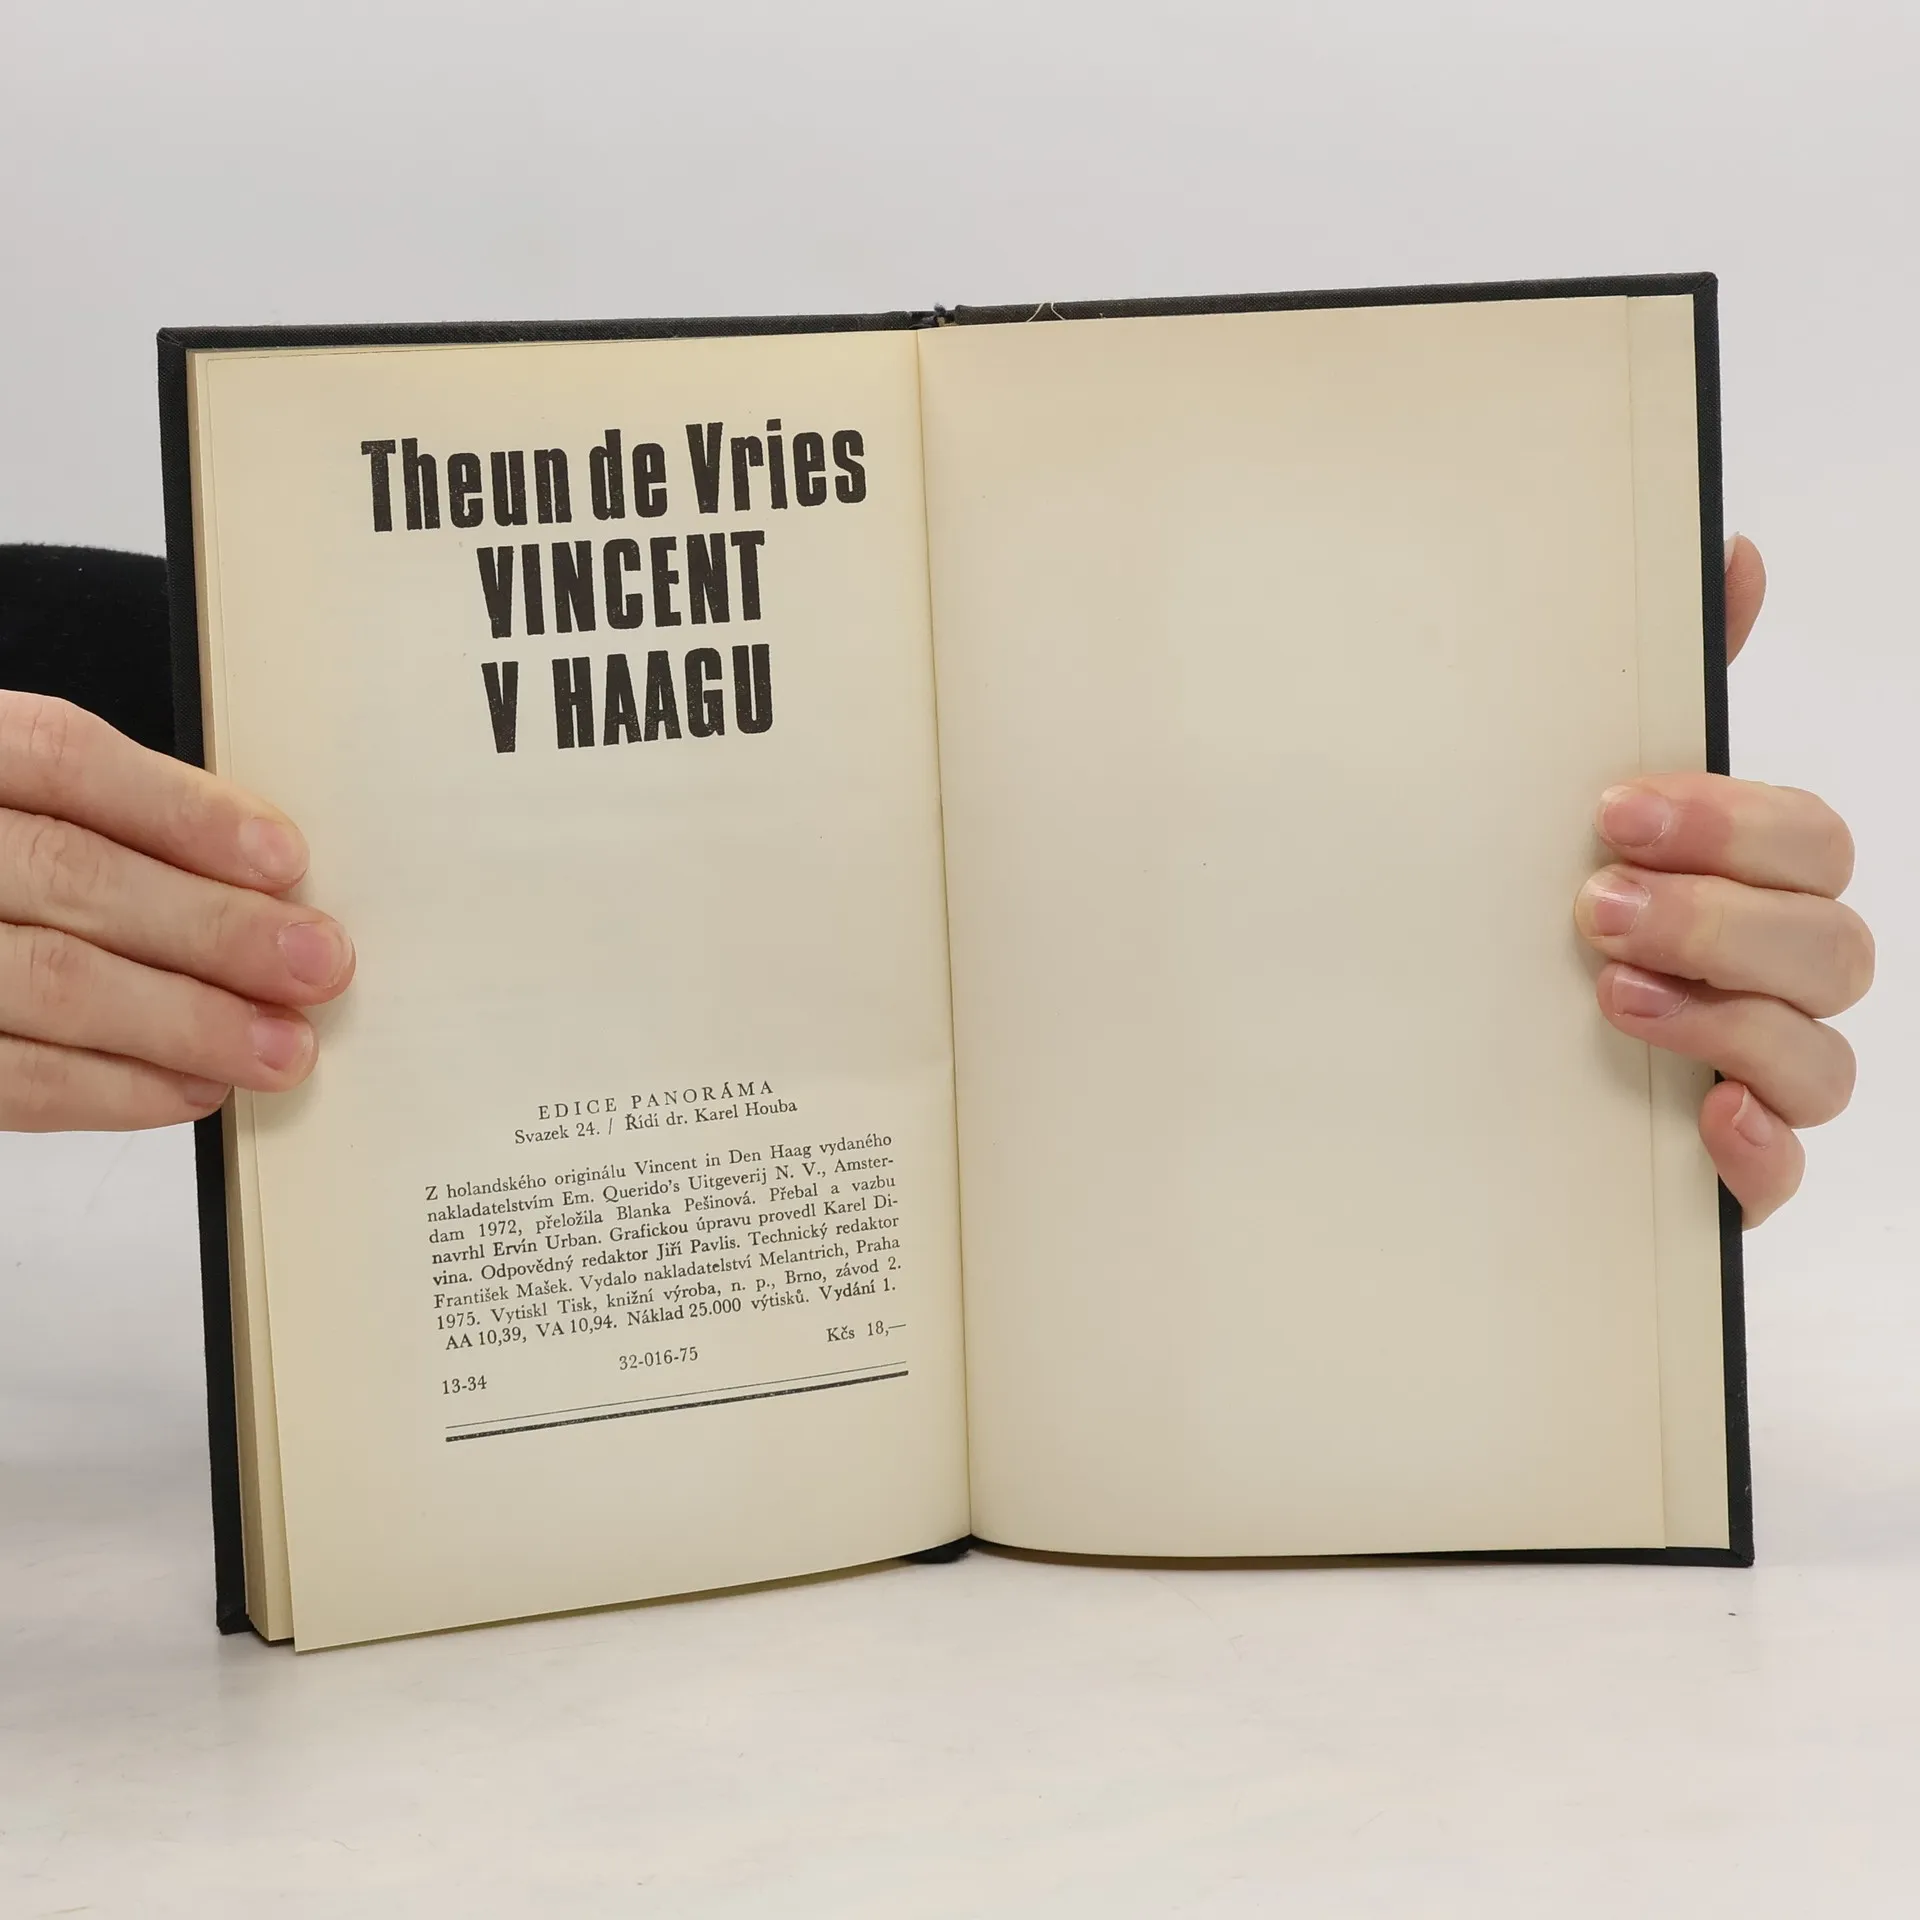 Theun de Vries
VINCENT
V HAAGU
EDICE PANORÁMA
Svazek 24. / Řídí dr. Karel Houba
Z holandského originálu Vincent in Den Haag vydaného
nakladatelstvím Em. Querido's Uitgeverij N. V., Amster-
dam 1972, přeložila Blanka Pešinová. Přebal a vazbu
navrhl Ervín Urban. Grafickou úpravu provedl Karel Di-
vina. Odpovědný redaktor Jiří Pavlis. Technický redaktor
František Mašek. Vydalo nakladatelství Melantrich, Praha
1975. Vytiskl Tisk, knižní výroba, n. p., Brno, závod 2.
AA 10,39, VA 10,94. Náklad 25.000 výtisků. Vydání 1.
13-34 32-016-75 Kčs 18,—